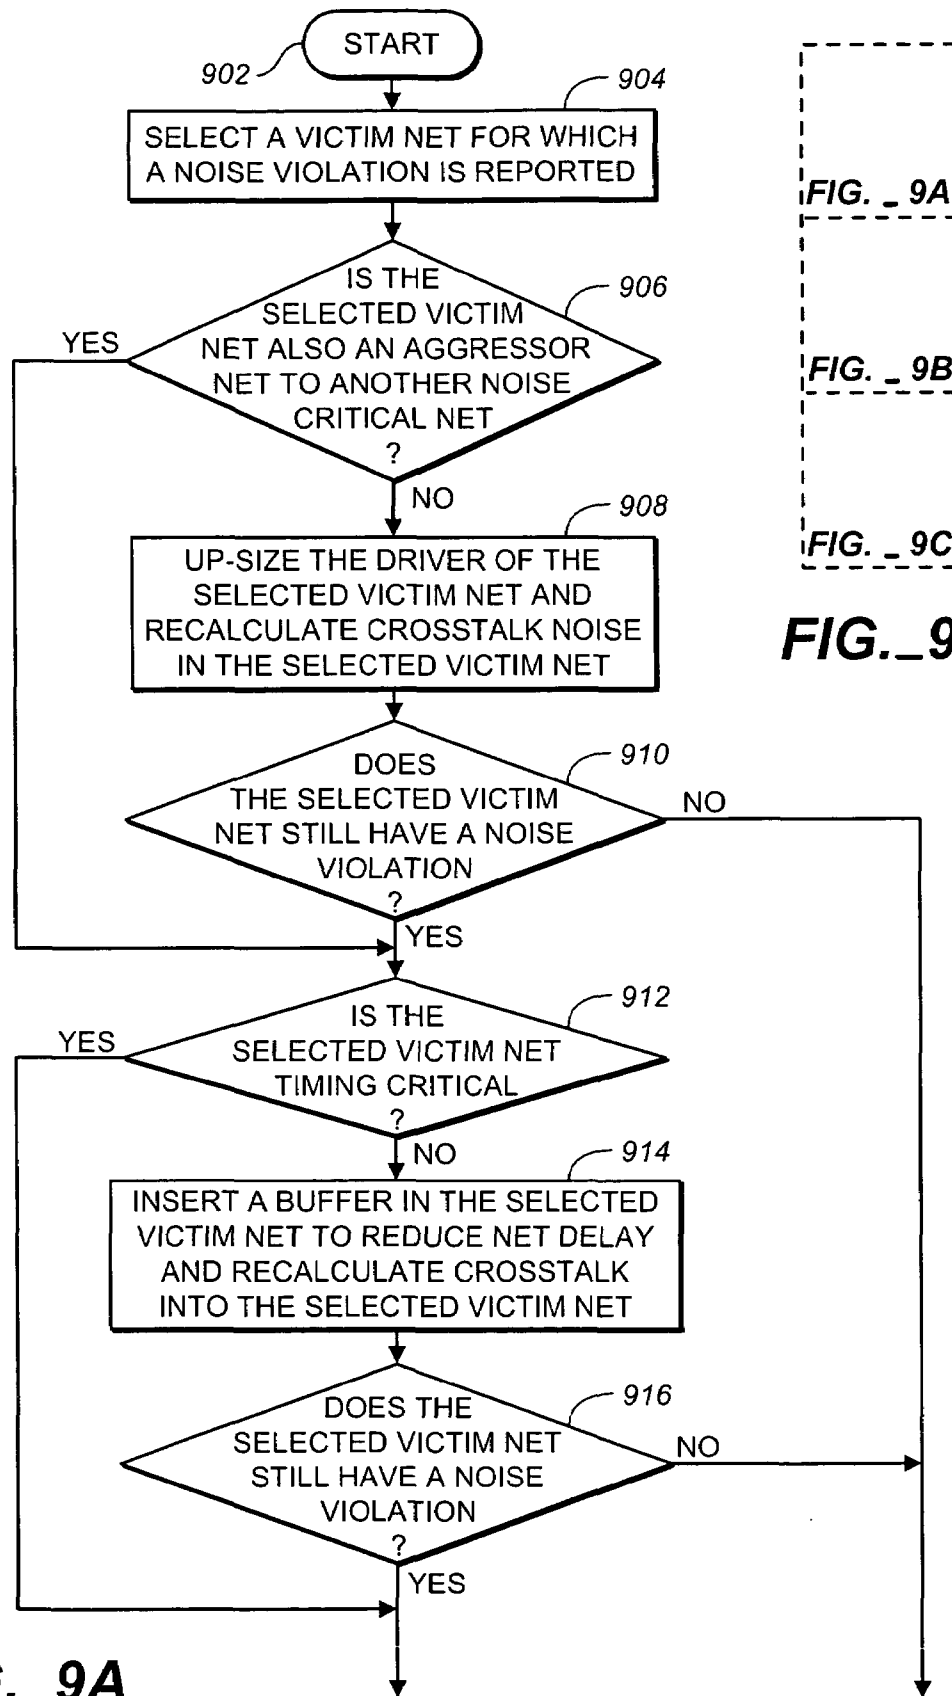 START
902
904
SELECT A VICTIM NET FOR WHICH
A NOISE VIOLATION IS REPORTED
IS THE
SELECTED VICTIM
NET ALSO AN AGGRESSOR
NET TO ANOTHER NOISE
CRITICAL NET
?
906
YES
NO
908
UP-SIZE THE DRIVER OF THE
SELECTED VICTIM NET AND
RECALCULATE CROSSTALK NOISE
IN THE SELECTED VICTIM NET
DOES
THE SELECTED VICTIM
NET STILL HAVE A NOISE
VIOLATION
?
910
NO
YES
IS THE
SELECTED VICTIM NET
TIMING CRITICAL
?
912
YES
NO
914
INSERT A BUFFER IN THE SELECTED
VICTIM NET TO REDUCE NET DELAY
AND RECALCULATE CROSSTALK
INTO THE SELECTED VICTIM NET
DOES THE
SELECTED VICTIM NET
STILL HAVE A NOISE
VIOLATION
?
916
NO
YES
FIG. _ 9A
FIG. _ 9B
FIG. _ 9C
FIG._9
9A